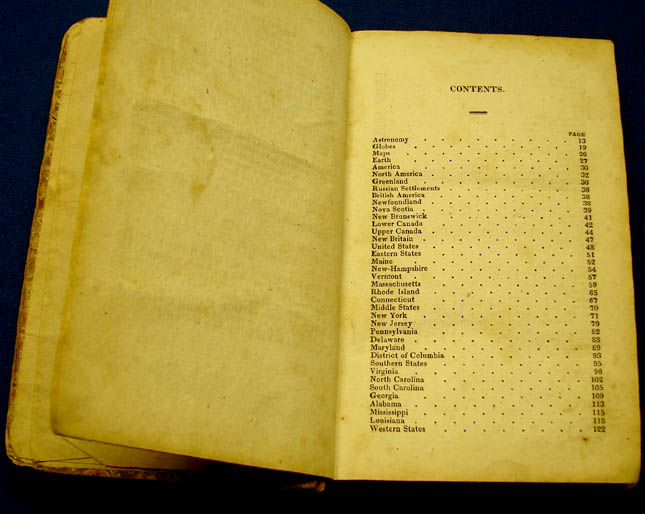 CONTENTS.
PAGE
Astronomy 13
Globes 19
Maps 26
Earth 27
America 30
North America 32
Greenland 36
Russian Settlements 38
British America 38
Newfoundland 38
Nova Scotia 39
New Brunswick 41
Lower Canada 42
Upper Canada 44
New Britain 47
United States 48
Eastern States 51
Maine 52
New-Hampshire 54
Vermont 57
Massachusetts 59
Rhode Island 65
Connecticut 67
Middle States 70
New York 71
New Jersey 79
Pennsylvania 82
Delaware 88
Maryland 89
District of Columbia 93
Southern States 95
Virginia 96
North Carolina 102
South Carolina 105
Georgia 109
Alabama 113
Mississippi 115
Louisiana 118
Western States 122